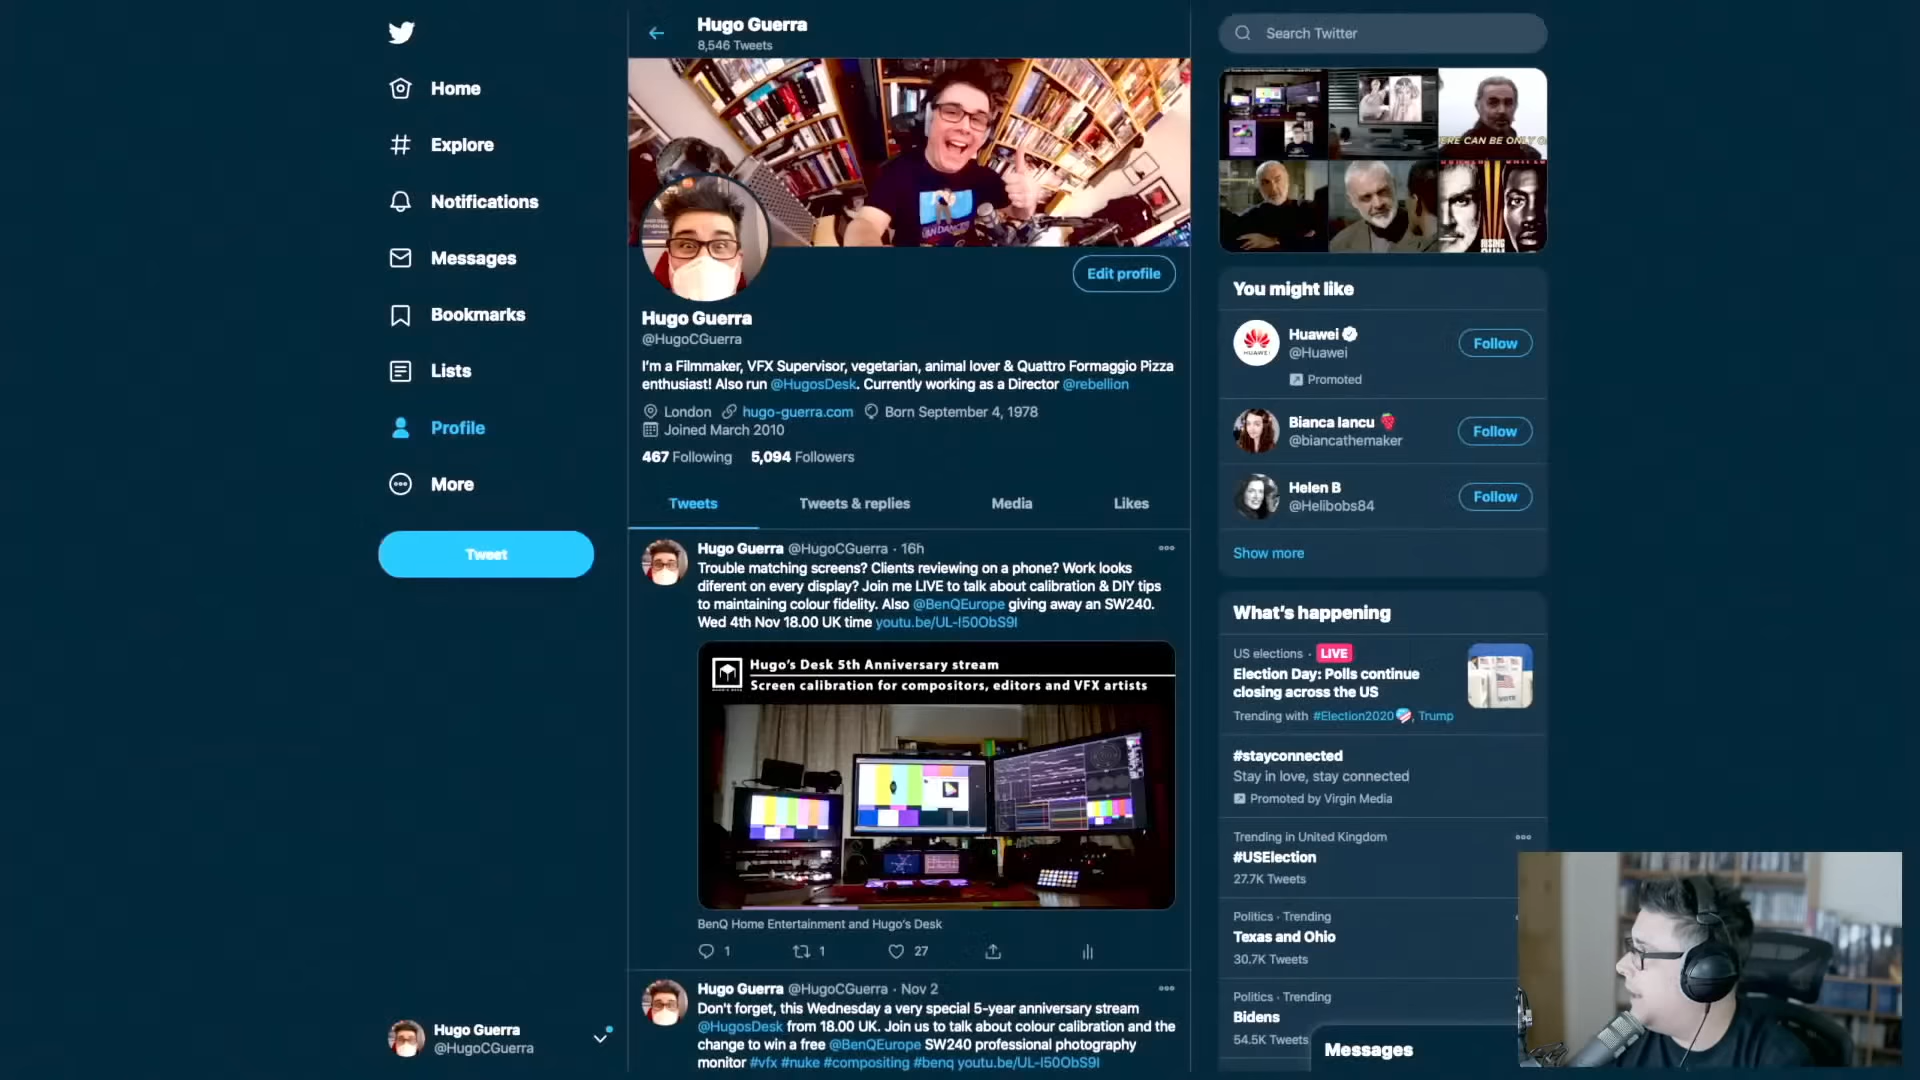 Home
Explore
Notifications
Messages
Bookmarks
Lists
Profile
More
Tweet
Hugo Guerra
@HugoCGuerra
Hugo Guerra
8,546 Tweets
Edit profile
Hugo Guerra
@HugoCGuerra
I'm a Filmmaker, VFX Supervisor, vegetarian, animal lover & Quattro Formaggio Pizza
enthusiast! Also run @HugosDesk. Currently working as a Director @rebellion
London hugo-guerra.com Born September 4, 1978
Joined March 2010
467 Following 5,094 Followers
Tweets Tweets & replies Media Likes
Hugo Guerra @HugoCGuerra · 16h
Trouble matching screens? Clients reviewing on a phone? Work looks
diferent on every display? Join me LIVE to talk about calibration & DIY tips
to maintaining colour fidelity. Also @BenQEurope giving away an SW240.
Wed 4th Nov 18.00 UK time youtu.be/UL-I50ObS9I
Hugo's Desk 5th Anniversary stream
Screen calibration for compositors, editors and VFX artists
BenQ Home Entertainment and Hugo's Desk
1 1 27
Hugo Guerra @HugoCGuerra · Nov 2
Don't forget, this Wednesday a very special 5-year anniversary stream
@HugosDesk from 18.00 UK. Join us to talk about colour calibration and the
change to win a free @BenQEurope SW240 professional photography
monitor #vfx #nuke #compositing #benq youtu.be/UL-I50ObS9I
Search Twitter
ERE CAN BE ONLY O
RISING
SUN
You might like
Huawei
@Huawei
Promoted
Follow
HUAWEI
Bianca Iancu
@biancathemaker
Follow
Helen B
@Helibobs84
Follow
Show more
What's happening
US elections · LIVE
Election Day: Polls continue
closing across the US
Trending with #Election2020, Trump
VOTE
#stayconnected
Stay in love, stay connected
Promoted by Virgin Media
Trending in United Kingdom
#USElection
27.7K Tweets
Politics · Trending
Texas and Ohio
30.7K Tweets
Politics · Trending
Bidens
54.5K Tweets
Messages